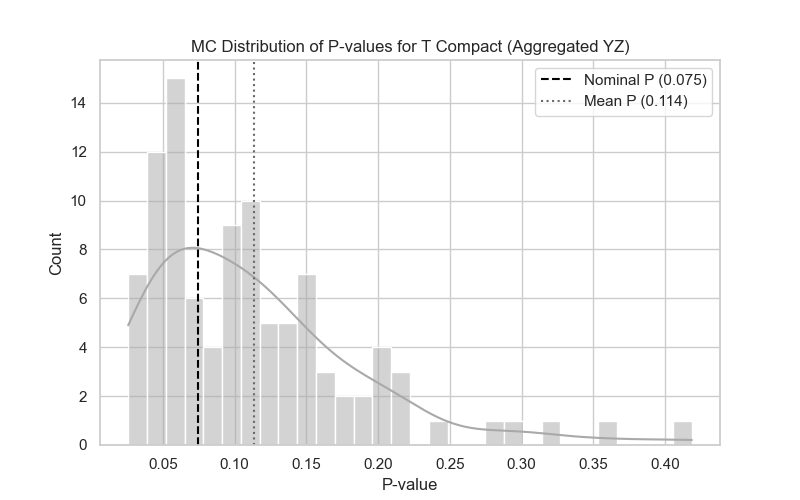 MC Distribution of P-values for T Compact (Aggregated YZ)
Nominal P (0.075)
Mean P (0.114)
Count
14
12
10
8
6
4
2
0
0.05 0.10 0.15 0.20 0.25 0.30 0.35 0.40
P-value